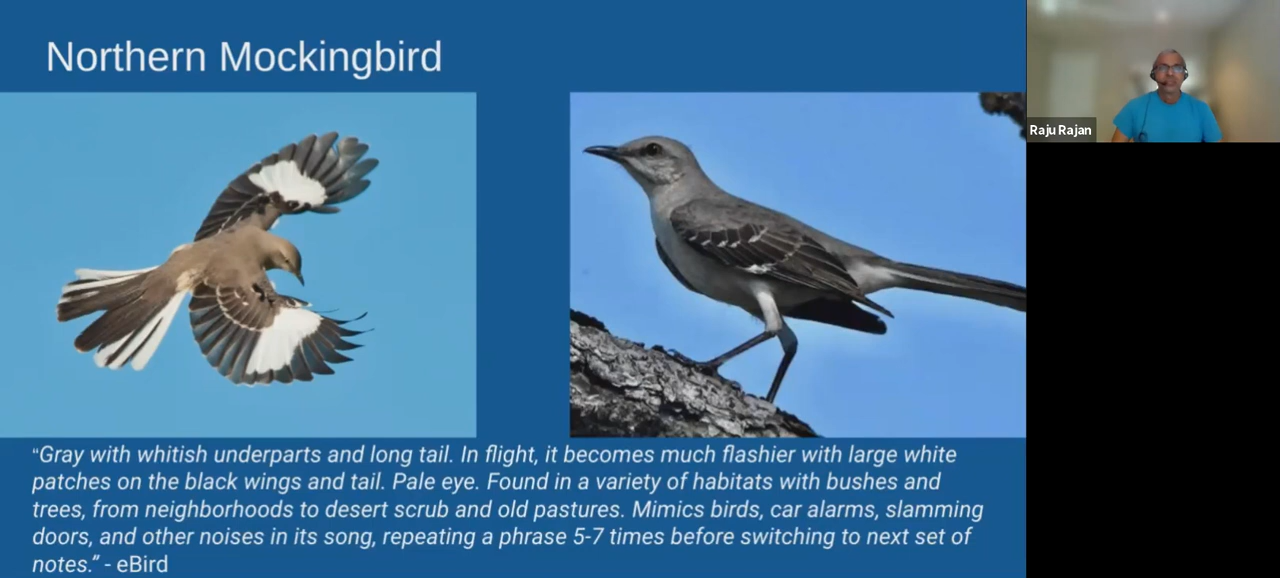 Northern Mockingbird
Raju Rajan
“Gray with whitish underparts and long tail. In flight, it becomes much flashier with large white
patches on the black wings and tail. Pale eye. Found in a variety of habitats with bushes and
trees, from neighborhoods to desert scrub and old pastures. Mimics birds, car alarms, slamming
doors, and other noises in its song, repeating a phrase 5-7 times before switching to next set of
notes.” - eBird